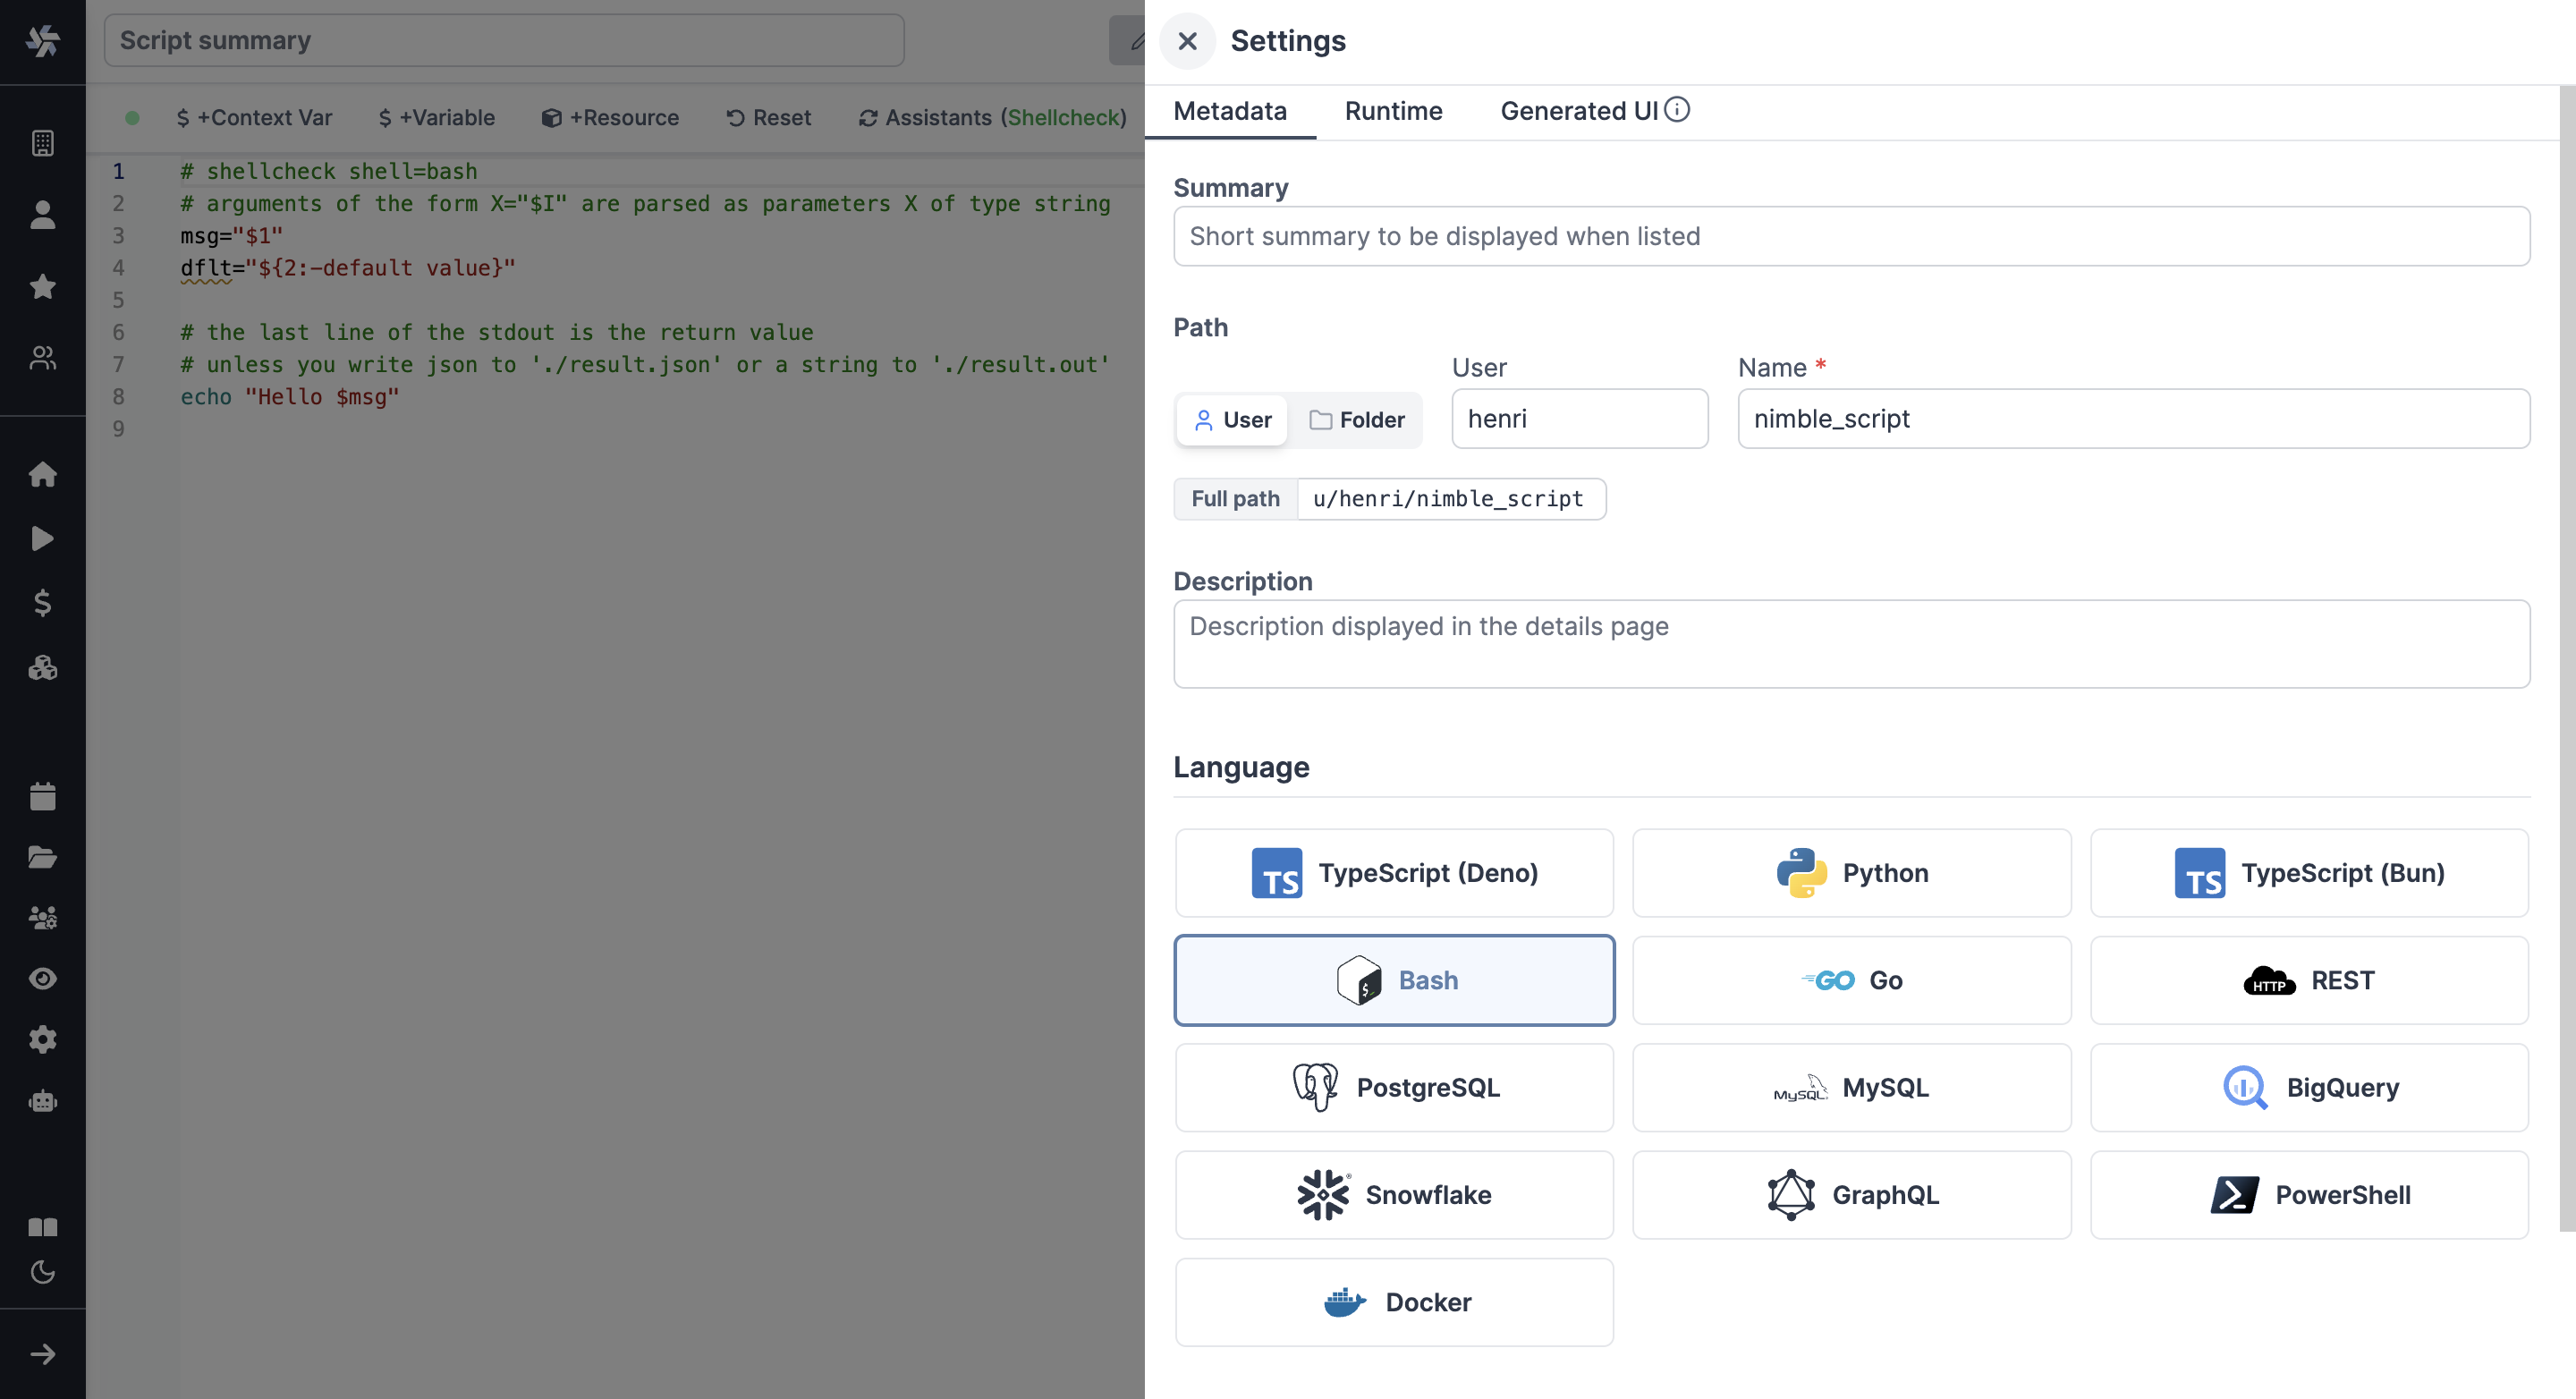 Script summary
+Context Var
+Variable
+Resource
Reset
Assistants (Shellcheck)
1 # shellcheck shell=bash
2 # arguments of the form X="$I" are parsed as parameters X of type string
3 msg="$1"
4 dflt="${2:-default value}"
5
6 # the last line of the stdout is the return value
7 # unless you write json to './result.json' or a string to './result.out'
8 echo "Hello $msg"
9
Settings
Metadata
Runtime
Generated UI
Summary
Short summary to be displayed when listed
Path
User
Folder
User
henri
Name *
nimble_script
Full path
u/henri/nimble_script
Description
Description displayed in the details page
Language
TS TypeScript (Deno)
Python
TS TypeScript (Bun)
Bash
GO Go
HTTP REST
PostgreSQL
MySQL MySQL
BigQuery
Snowflake
GraphQL
PowerShell
Docker